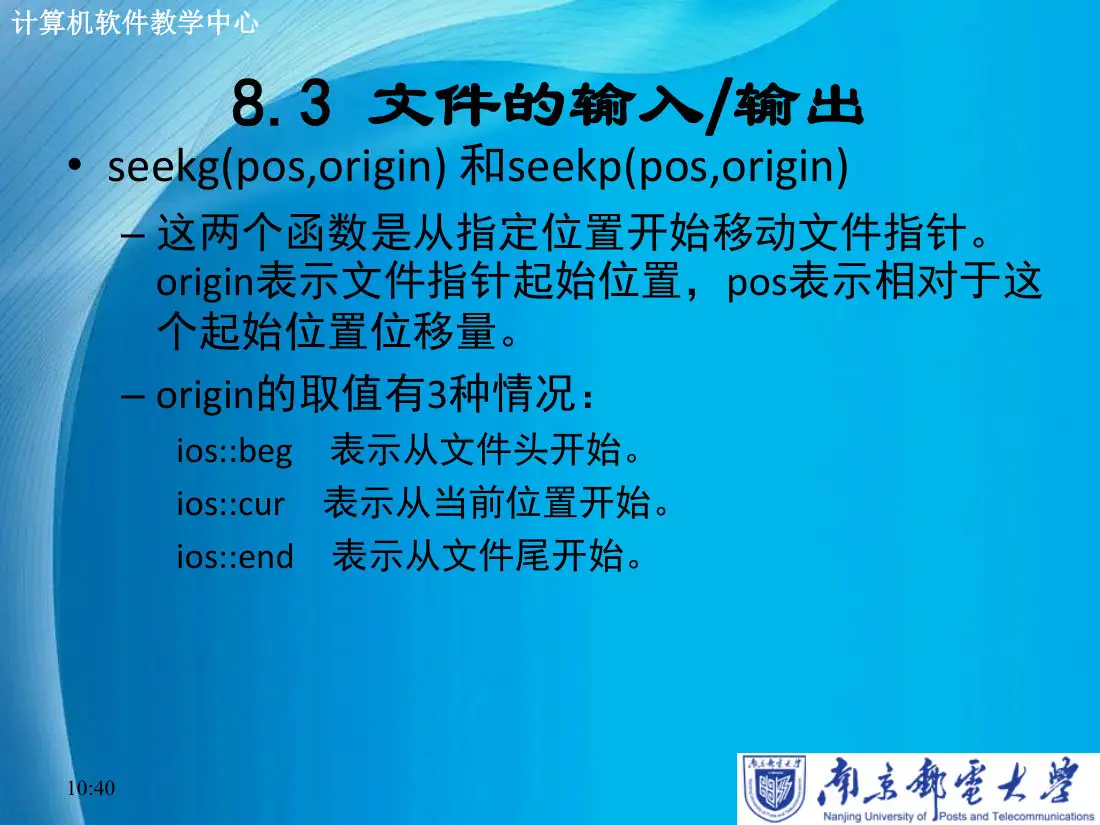 计算机软件教学中心
8.3 文件的输入/输出
• seekg(pos,origin) 和seekp(pos,origin)
– 这两个函数是从指定位置开始移动文件指针。
origin表示文件指针起始位置，pos表示相对于这
个起始位置位移量。
– origin的取值有3种情况：
ios::beg 表示从文件头开始。
ios::cur 表示从当前位置开始。
ios::end 表示从文件尾开始。
10:40
南京邮电大学
Nanjing University of Posts and Telecommunications